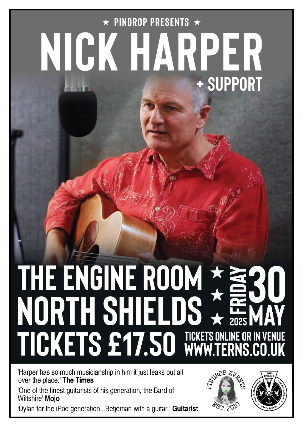 ★ PINDROP PRESENTS ★
NICK HARPER
+ SUPPORT
THE ENGINE ROOM
NORTH SHIELDS
TICKETS £17.50
FRIDAY 30
2025 MAY
TICKETS ONLINE OR IN VENUE
WWW.TERNS.CO.UK
'Harper has so much musicianship in him it just leaks out all
over the place.' The Times
'One of the finest guitarists of his generation, the Bard of
Wiltshire' Mojo
'Dylan for the iPod generation...Betjeman with a guitar.' Guitarist